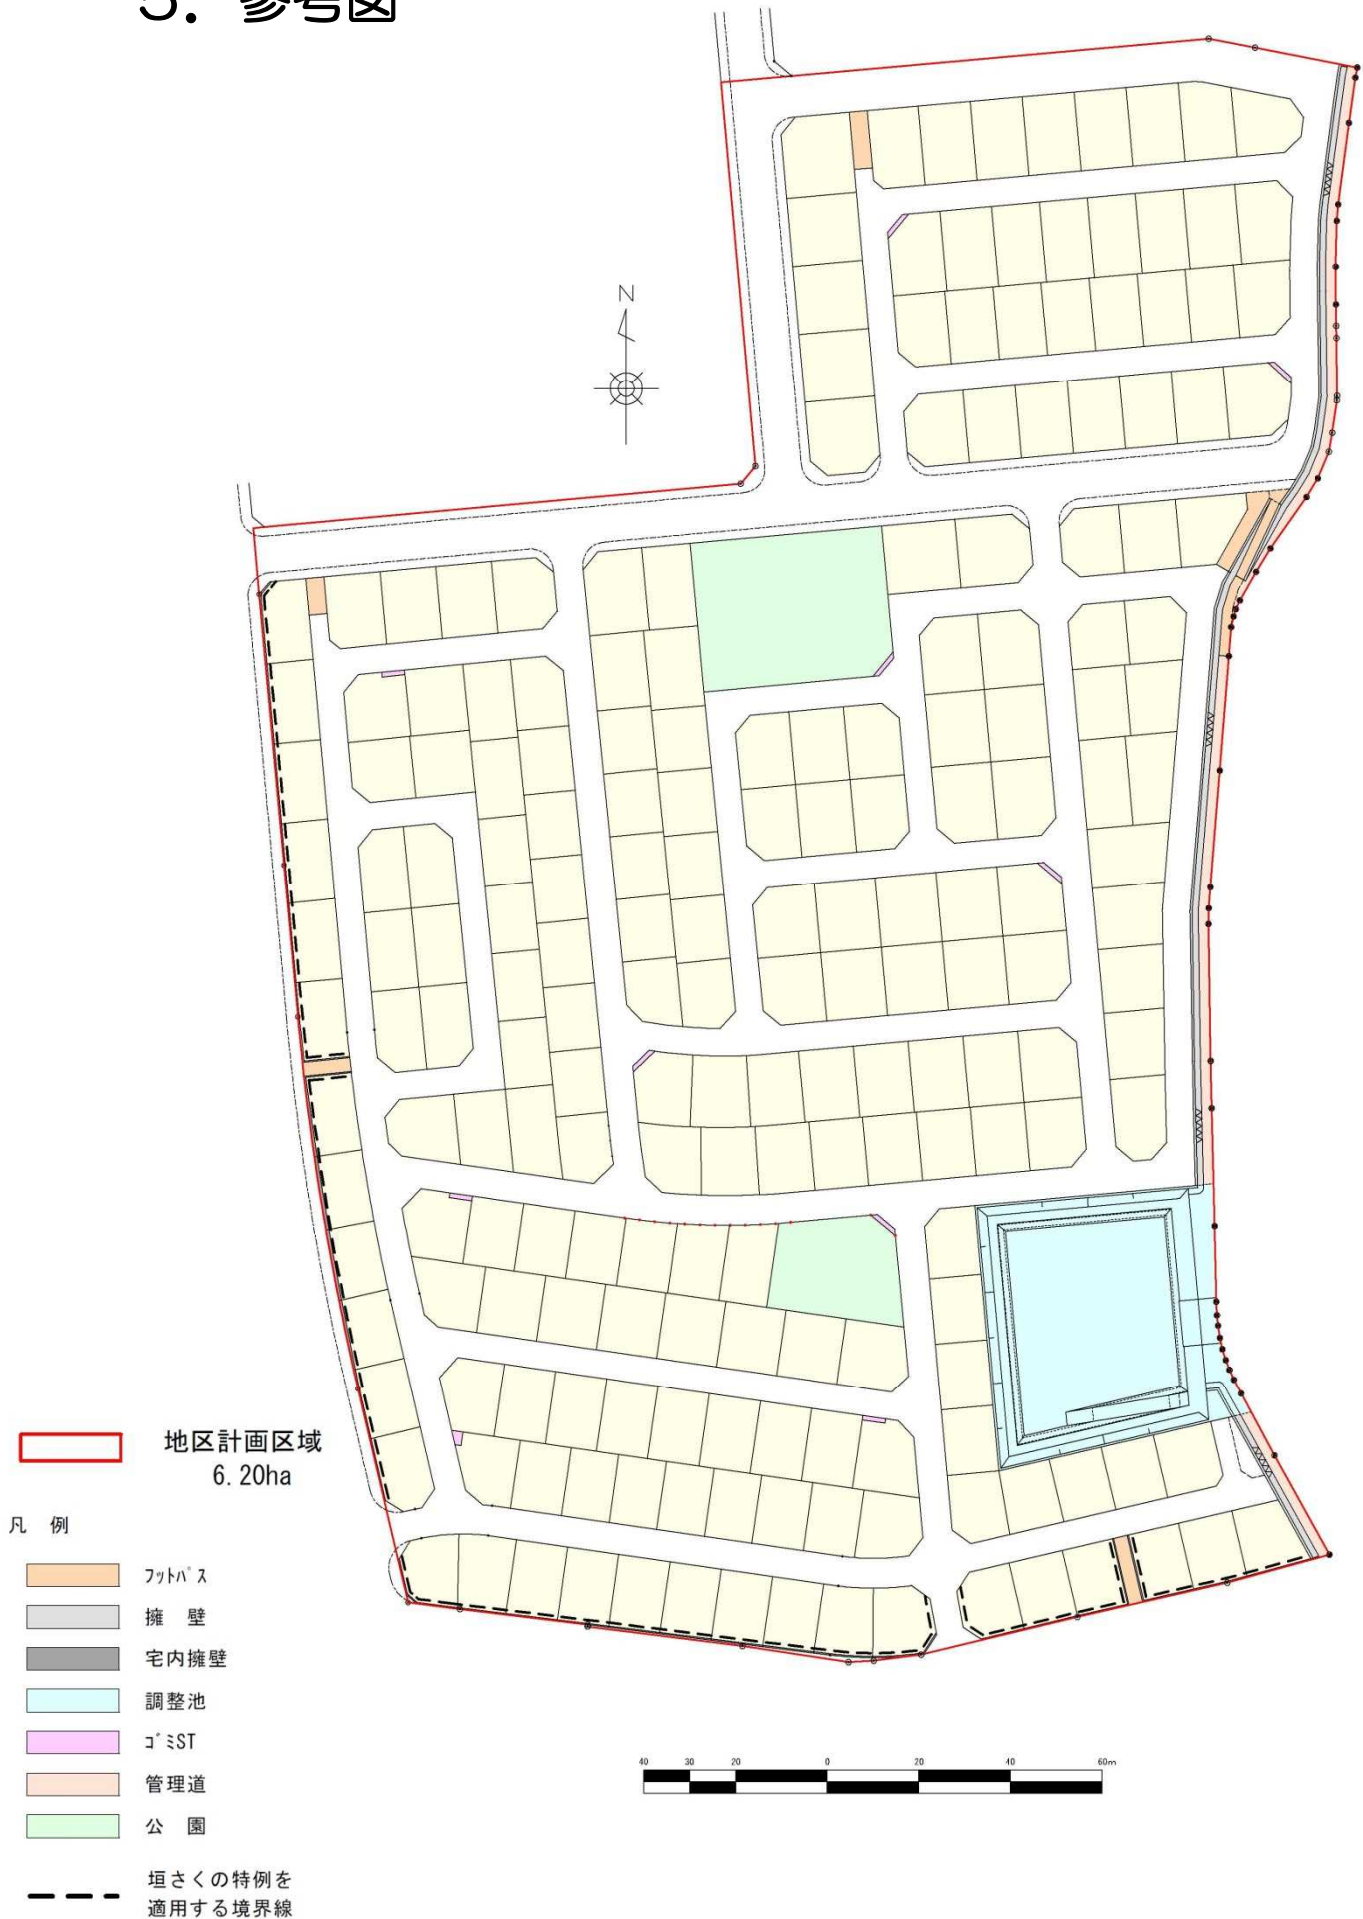 5. 参考図
N
地区計画区域
6.20ha
凡 例
フットパス
擁 壁
宅内擁壁
調整池
ゴミST
管理道
公 園
垣さくの特例を
適用する境界線
40 30 20 0 20 40 60m